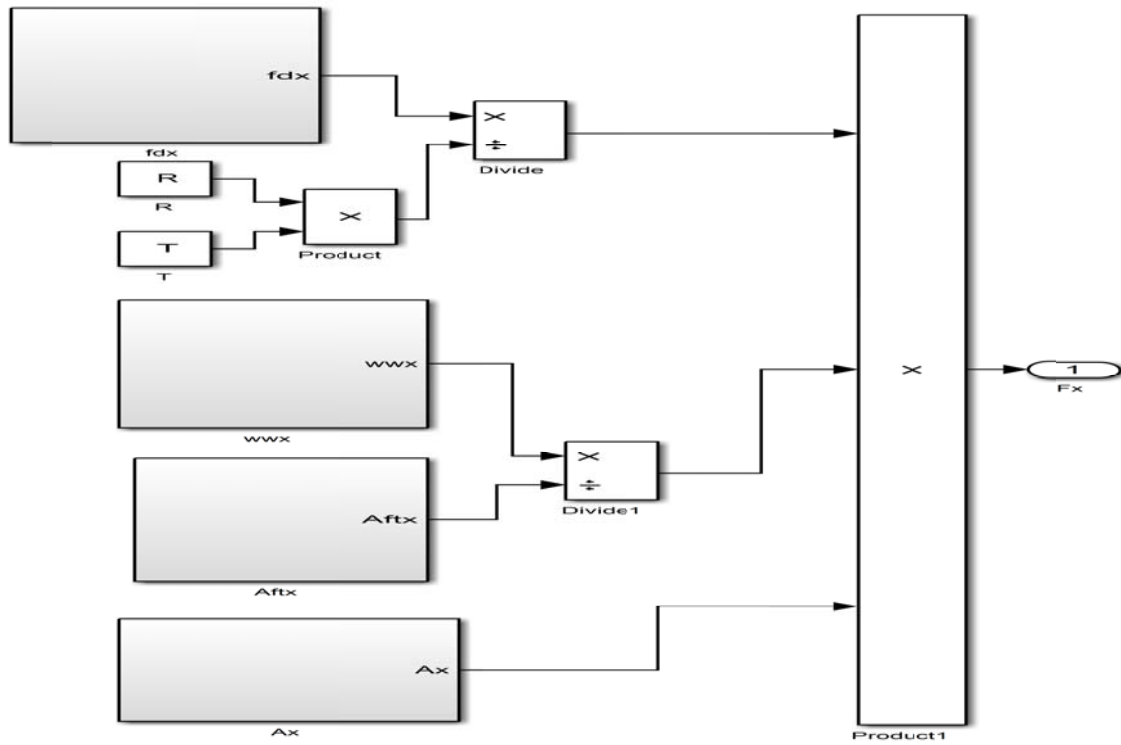 fdx
fdx
×
÷
Divide
R
R
×
Product
T
T
wwx
wwx
×
÷
Divide1
Aftx
Aftx
Ax
Ax
×
Product1
1
Fx